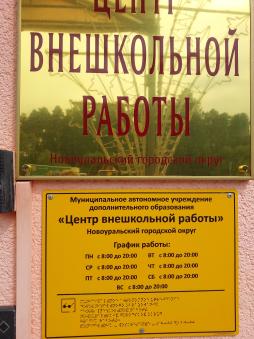 ЦЕНТР
ВНЕШКОЛЬНОЙ
РАБОТЫ
Новоуральский городской округ
Муниципальное автономное учреждение
дополнительного образования
«Центр внешкольной работы»
Новоуральский городской округ
График работы:
ПН с 8:00 до 20:00 ВТ с 8:00 до 20:00
СР с 8:00 до 20:00 ЧТ с 8:00 до 20:00
ПТ с 8:00 до 20:00 СБ с 8:00 до 20:00
ВС с 8:00 до 20:00